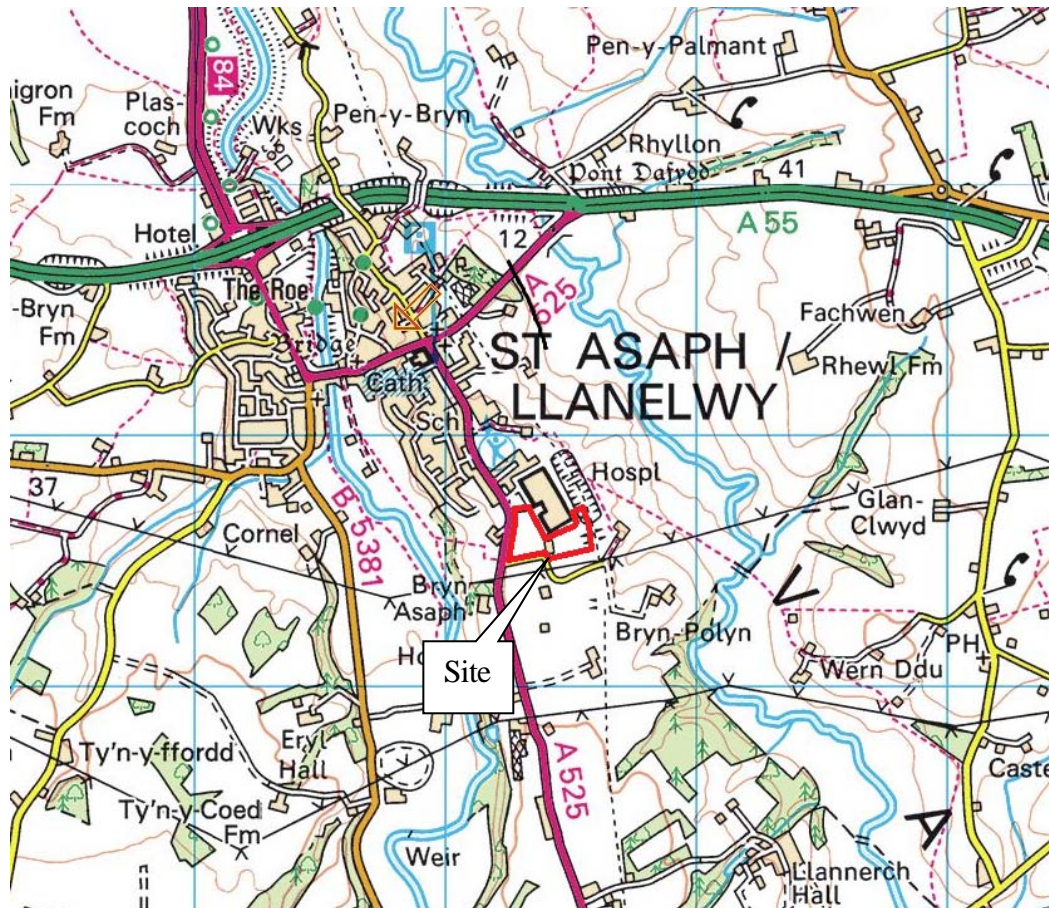 Pen-y-Palmant
igron
Fm
84
Plas-
coch
Wks
Pen-y-Bryn
Rhyllon
Pont Dafydd
41
A 55
Hotel
12
A
525
The Roe
-Bryn
Fm
Fachwen
Bridge
ST ASAPH /
LLANELWY
Rhewl Fm
Cath
Sch
Hospl
37
Glan-
Clwyd
Cornel
B 5381
Bryn
Asaph
Ho
V
Bryn-Polyn
PH
Site
Wern Ddu
Ty'n-y-ffordd
Eryl
Hall
A 525
Caste
Ty'n-y-Coed
Fm
A
Weir
Llannerch
Hall